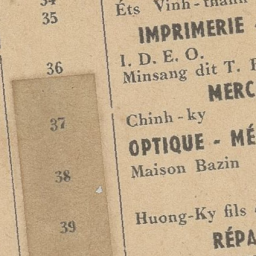 34 Éts Vinh-thanh
35
IMPRIMERIE -
I. D. E. O.
36 Minsang dit T.
MERC
37 Chinh-ky
OPTIQUE - MÉ
38 Maison Bazin
39 Huong-Ky fils
RÉPA